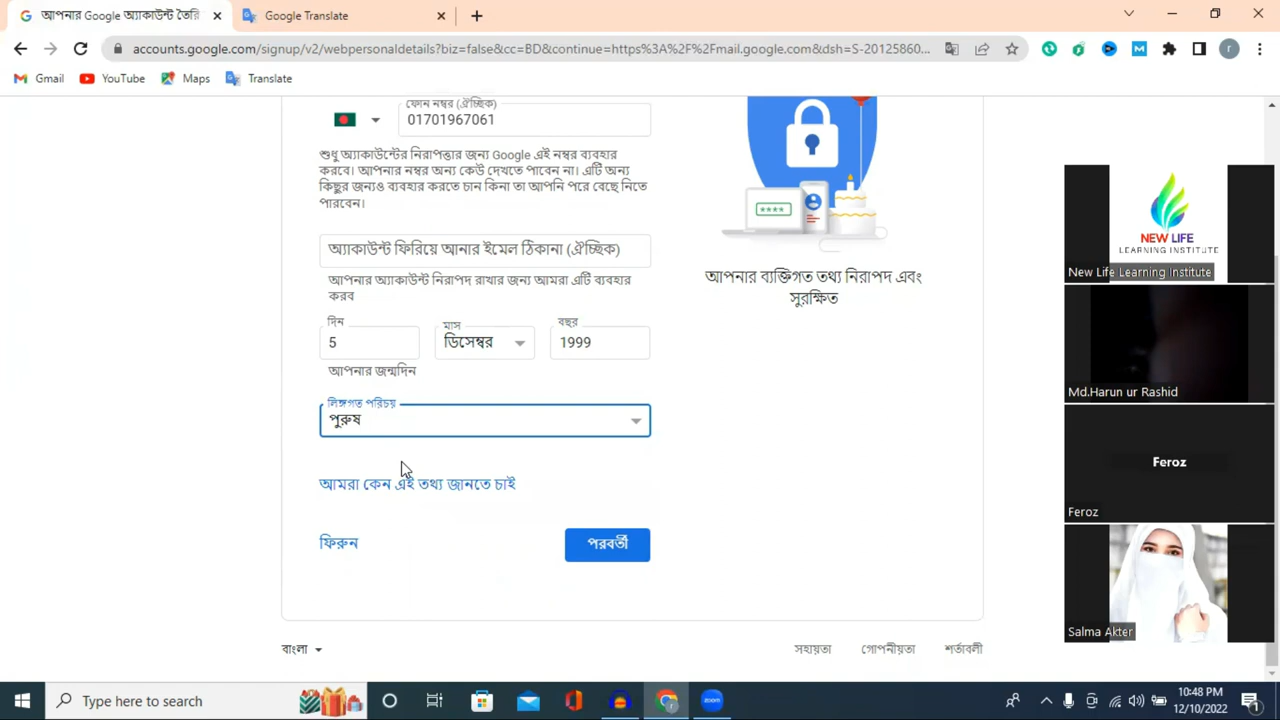 আপনার Google অ্যাকাউন্ট তৈরি
Google Translate
accounts.google.com/signup/v2/webpersonaldetails?biz=false&cc=BD&continue=https%3A%2F%2Fmail.google.com&dsh=S-20125860...
Gmail
YouTube
Maps
Translate
ফোন নম্বর (ঐচ্ছিক)
01701967061
শুধু অ্যাকাউন্টের নিরাপত্তার জন্য Google এই নম্বর ব্যবহার
করবে। আপনার নম্বর অন্য কেউ দেখতে পাবেন না। এটি অন্য
কিছুর জন্যও ব্যবহার করতে চান কিনা তা আপনি পরে বেছে নিতে
পারবেন।
অ্যাকাউন্ট ফিরিয়ে আনার ইমেল ঠিকানা (ঐচ্ছিক)
আপনার অ্যাকাউন্ট নিরাপদ রাখার জন্য আমরা এটি ব্যবহার
করব
দিন
5
মাস
ডিসেম্বর
বছর
1999
আপনার জন্মদিন
লিঙ্গগত পরিচয়
পুরুষ
আমরা কেন এই তথ্য জানতে চাই
ফিরুন
পরবর্তী
****
আপনার ব্যক্তিগত তথ্য নিরাপদ এবং
সুরক্ষিত
বাংলা
সহায়তা
গোপনীয়তা
শর্তাবলী
NEW LIFE
LEARNING INSTITUTE
New Life Learning Institute
Md.Harun ur Rashid
Feroz
Feroz
Salma Akter
Type here to search
zoom
10:48 PM
12/10/2022